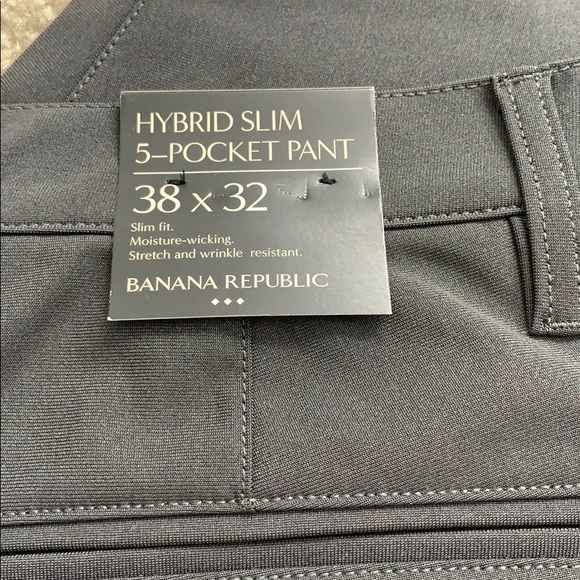 HYBRID SLIM
5–POCKET PANT
38 x 32
Slim fit.
Moisture-wicking.
Stretch and wrinkle resistant.
BANANA REPUBLIC